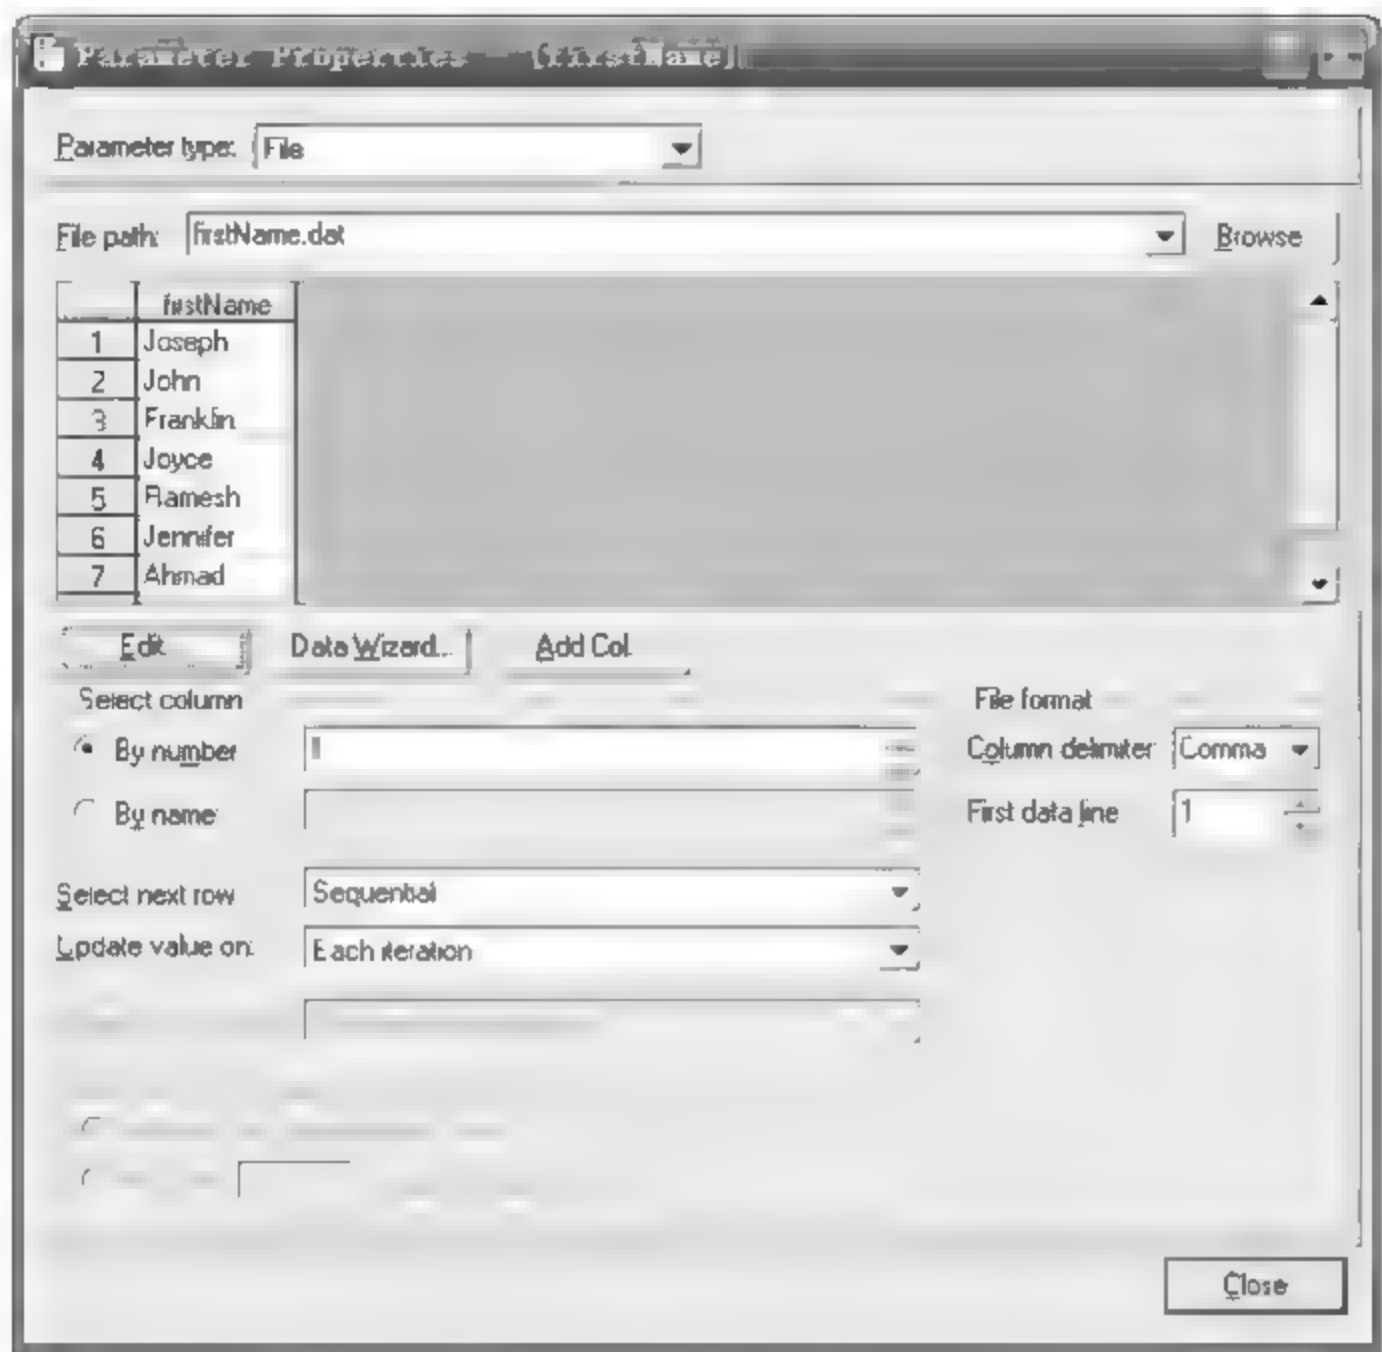 Parameter Properties - {firstName}
Parameter type: File
File path: firstName.dat Browse
firstName
1 Joseph
2 John
3 Franklin
4 Joyce
5 Ramesh
6 Jennifer
7 Ahmad
Edit Data Wizard... Add Col.
Select column File format
By number Column delimiter Comma
By name: First data line 1
Select next row Sequential
Update value on: Each iteration
Close